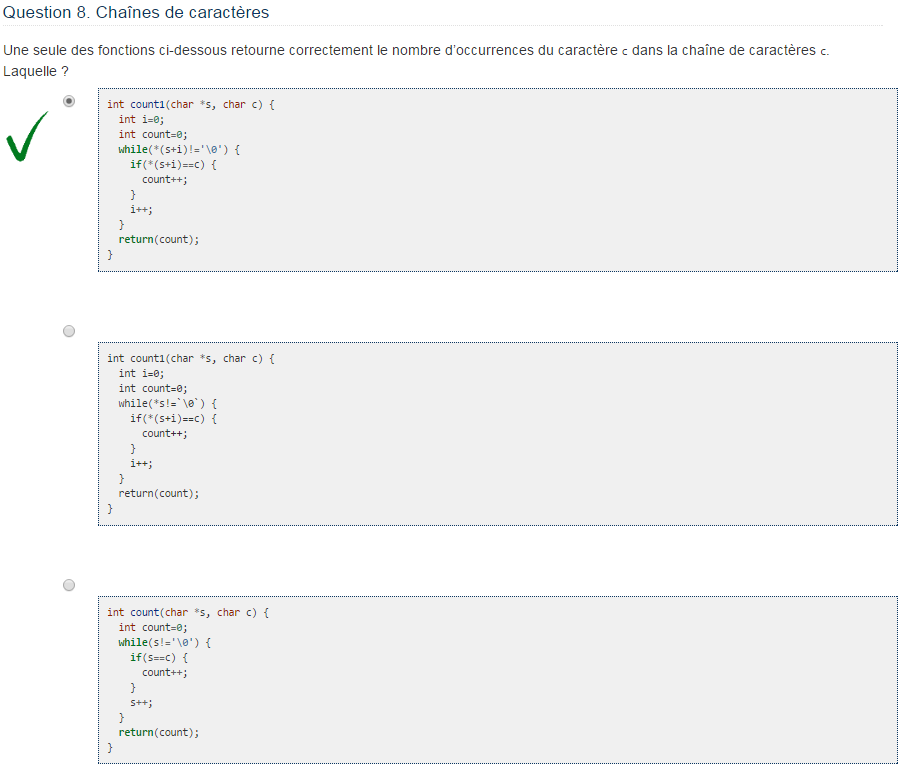 Question 8. Chaînes de caractères
Une seule des fonctions ci-dessous retourne correctement le nombre d'occurrences du caractère c dans la chaîne de caractères c.
Laquelle ?
int count1(char *s, char c) {
  int i=0;
  int count=0;
  while(*(s+i)!='\0') {
    if(*(s+i)==c) {
      count++;
    }
    i++;
  }
  return(count);
}
int count1(char *s, char c) {
  int i=0;
  int count=0;
  while(*s!=`\0`) {
    if(*(s+i)==c) {
      count++;
    }
    i++;
  }
  return(count);
}
int count(char *s, char c) {
  int count=0;
  while(s!='\0') {
    if(s==c) {
      count++;
    }
    s++;
  }
  return(count);
}